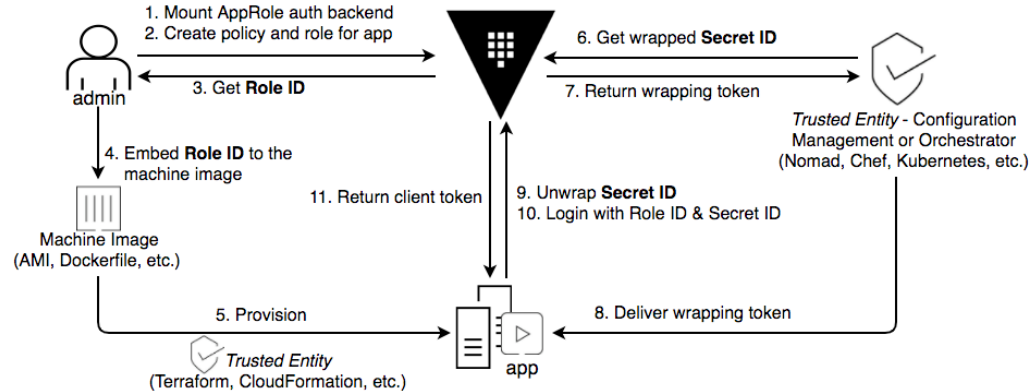 1. Mount AppRole auth backend
2. Create policy and role for app
3. Get Role ID
admin
4. Embed Role ID to the
machine image
Machine Image
(AMI, Dockerfile, etc.)
5. Provision
Trusted Entity
(Terraform, CloudFormation, etc.)
6. Get wrapped Secret ID
7. Return wrapping token
Trusted Entity - Configuration
Management or Orchestrator
(Nomad, Chef, Kubernetes, etc.)
8. Deliver wrapping token
9. Unwrap Secret ID
10. Login with Role ID & Secret ID
11. Return client token
app